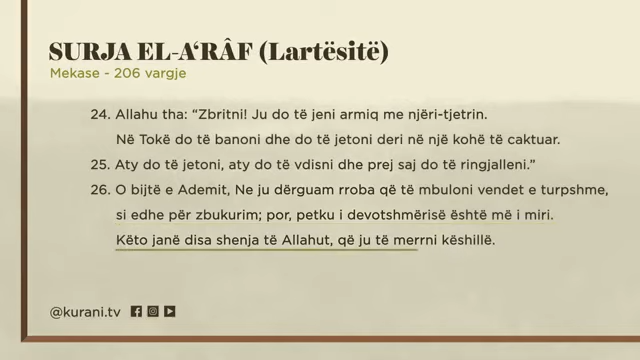 SURJA EL-A‘RÂF (Lartësitë)
Mekase - 206 vargje
24. Allahu tha: “Zbritni! Ju do të jeni armiq me njëri-tjetrin.
Në Tokë do të banoni dhe do të jetoni deri në një kohë të caktuar.
25. Aty do të jetoni, aty do të vdisni dhe prej saj do të ringjalleni.”
26. O bijtë e Ademit, Ne ju dërguam rroba që të mbuloni vendet e turpshme,
si edhe për zbukurim; por, petku i devotshmërisë është më i miri.
Këto janë disa shenja të Allahut, që ju të merrni këshillë.
@kurani.tv